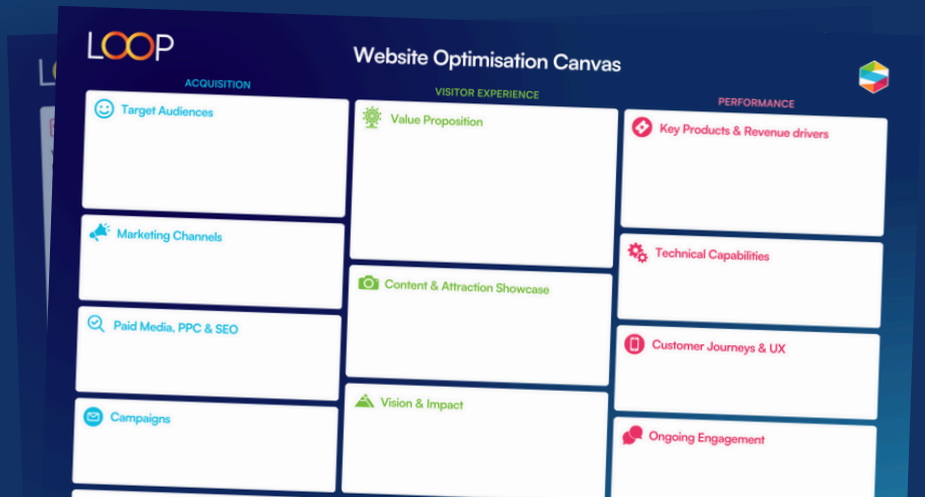 LOOP
Website Optimisation Canvas
ACQUISITION
Target Audiences
Marketing Channels
Paid Media, PPC & SEO
Campaigns
VISITOR EXPERIENCE
Value Proposition
Content & Attraction Showcase
Vision & Impact
PERFORMANCE
Key Products & Revenue drivers
Technical Capabilities
Customer Journeys & UX
Ongoing Engagement